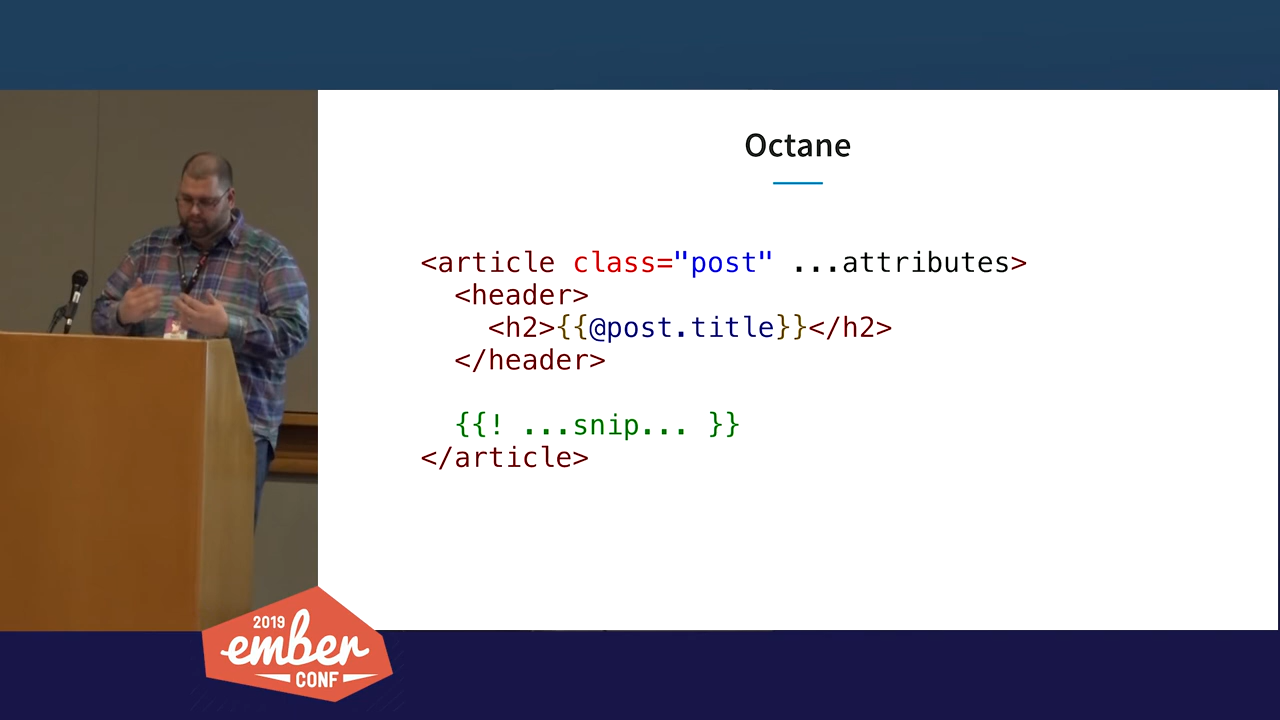 Octane
<article class="post" ...attributes>
<header>
<h2>{{@post.title}}</h2>
</header>
{{! ...snip... }}
</article>
2019
ember
CONF